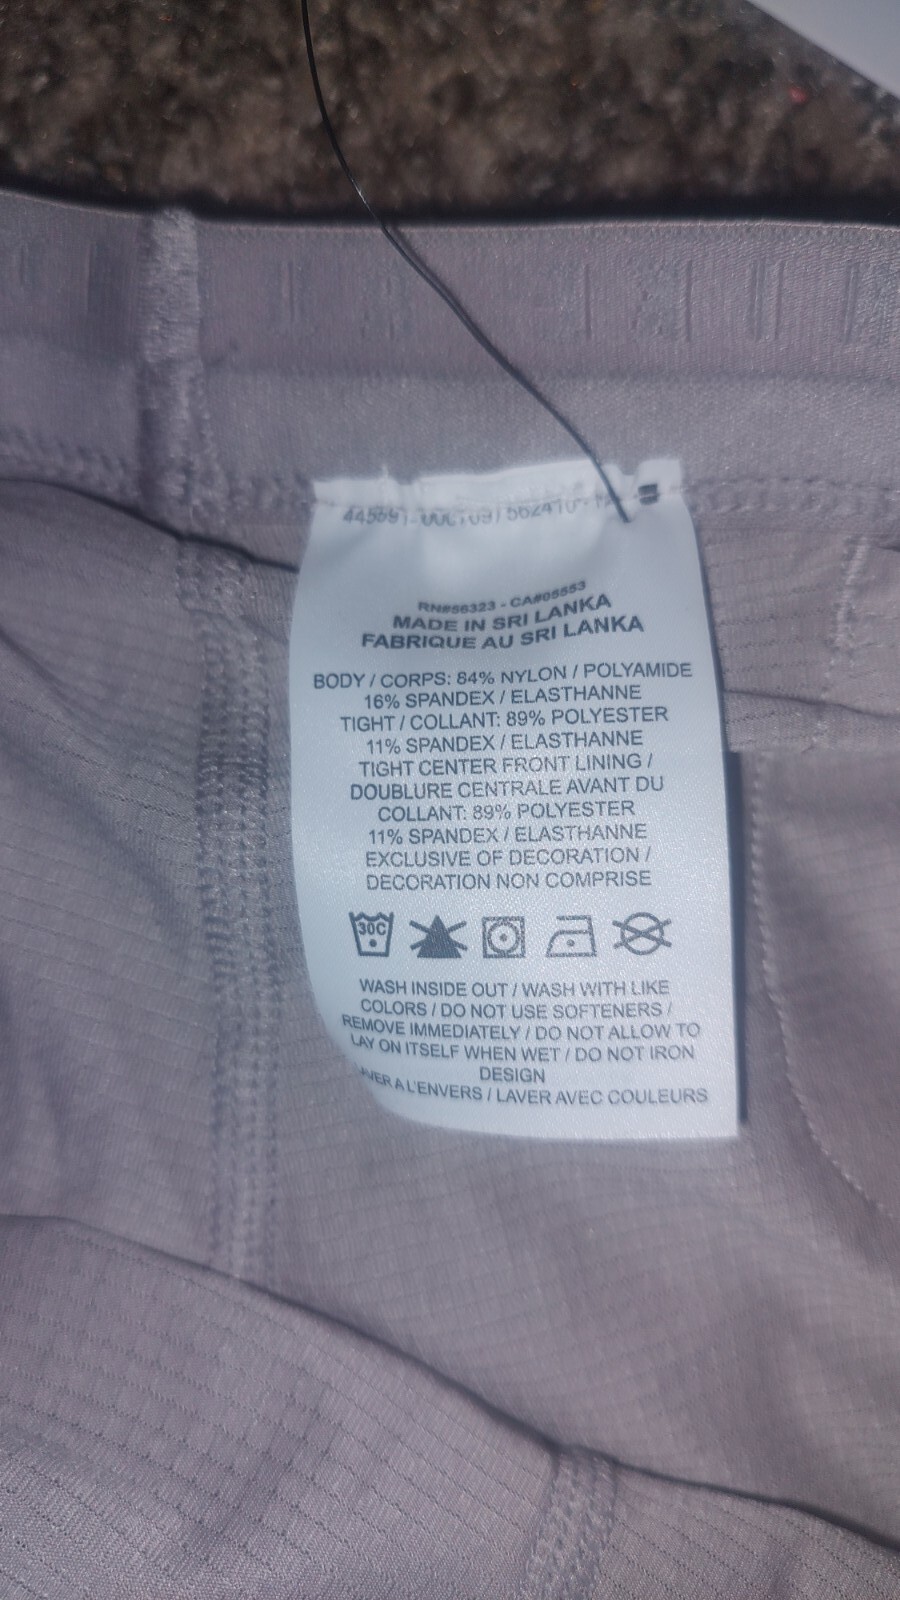 RN#56323 - CA#05553
MADE IN SRI LANKA
FABRIQUE AU SRI LANKA
BODY / CORPS: 84% NYLON / POLYAMIDE
16% SPANDEX / ELASTHANNE
TIGHT / COLLANT: 89% POLYESTER
11% SPANDEX / ELASTHANNE
TIGHT CENTER FRONT LINING /
DOUBLURE CENTRALE AVANT DU
COLLANT: 89% POLYESTER
11% SPANDEX / ELASTHANNE
EXCLUSIVE OF DECORATION /
DECORATION NON COMPRISE
30C
WASH INSIDE OUT / WASH WITH LIKE
COLORS / DO NOT USE SOFTENERS /
REMOVE IMMEDIATELY / DO NOT ALLOW TO
LAY ON ITSELF WHEN WET / DO NOT IRON
DESIGN
A L'ENVERS / LAVER AVEC COULEURS